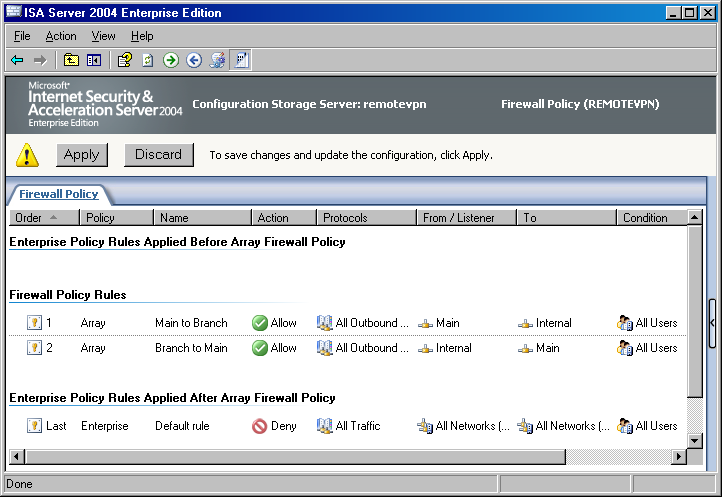 ISA Server 2004 Enterprise Edition
File Action View Help
Microsoft®
Internet Security &
Acceleration Server 2004
Enterprise Edition
Configuration Storage Server: remotevpn
Firewall Policy (REMOTEVPN)
Apply Discard To save changes and update the configuration, click Apply.
Firewall Policy
Order Policy Name Action Protocols From / Listener To Condition
Enterprise Policy Rules Applied Before Array Firewall Policy
Firewall Policy Rules
1 Array Main to Branch Allow All Outbound ... Main Internal All Users
2 Array Branch to Main Allow All Outbound ... Internal Main All Users
Enterprise Policy Rules Applied After Array Firewall Policy
Last Enterprise Default rule Deny All Traffic All Networks (... All Networks (... All Users
Done